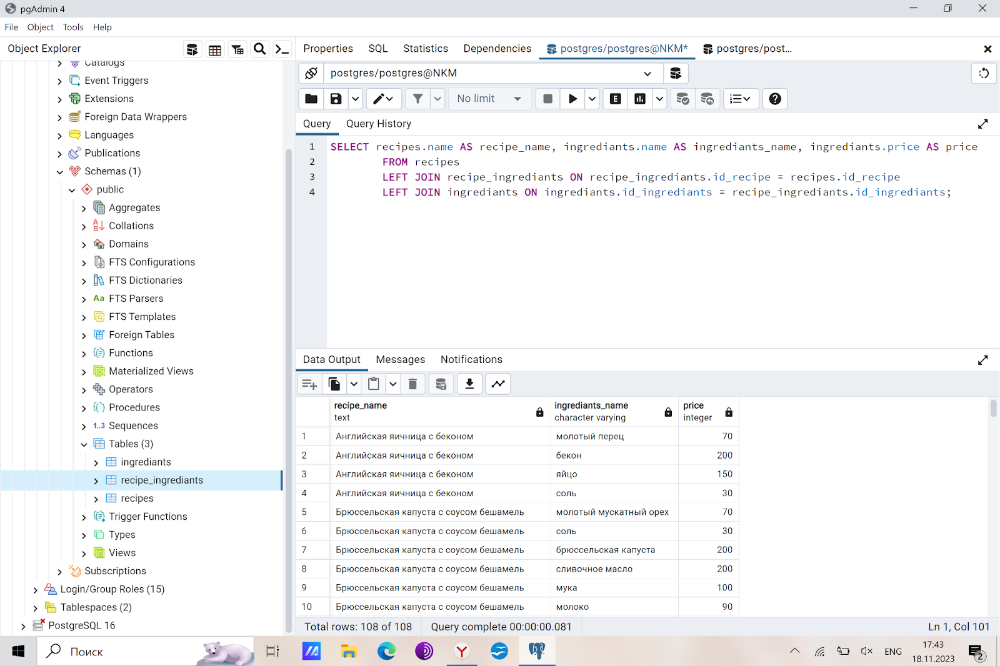 pgAdmin 4
File Object Tools Help
Object Explorer
Properties SQL Statistics Dependencies postgres/postgres@NKM* postgres/post...
Catalogs
Event Triggers
Extensions
Foreign Data Wrappers
Languages
Publications
Schemas (1)
public
Aggregates
Collations
Domains
FTS Configurations
FTS Dictionaries
Aa FTS Parsers
FTS Templates
Foreign Tables
Functions
Materialized Views
Operators
Procedures
1..3 Sequences
Tables (3)
ingrediants
recipe_ingrediants
recipes
Trigger Functions
Types
Views
Subscriptions
Login/Group Roles (15)
Tablespaces (2)
PostgreSQL 16
postgres/postgres@NKM
No limit
E
Query Query History
1 SELECT recipes.name AS recipe_name, ingrediants.name AS ingrediants_name, ingrediants.price AS price
2 FROM recipes
3 LEFT JOIN recipe_ingrediants ON recipe_ingrediants.id_recipe = recipes.id_recipe
4 LEFT JOIN ingrediants ON ingrediants.id_ingrediants = recipe_ingrediants.id_ingrediants;
Data Output Messages Notifications
recipe_name ingrediants_name price
text character varying integer
1 Английская яичница с беконом молотый перец 70
2 Английская яичница с беконом бекон 200
3 Английская яичница с беконом яйцо 150
4 Английская яичница с беконом соль 30
5 Брюссельская капуста с соусом бешамель молотый мускатный орех 70
6 Брюссельская капуста с соусом бешамель соль 30
7 Брюссельская капуста с соусом бешамель брюссельская капуста 200
8 Брюссельская капуста с соусом бешамель сливочное масло 200
9 Брюссельская капуста с соусом бешамель мука 100
10 Брюссельская капуста с соусом бешамель молоко 90
Total rows: 108 of 108 Query complete 00:00:00.081 Ln 1, Col 101
Поиск
ENG
17:43
18.11.2023
2